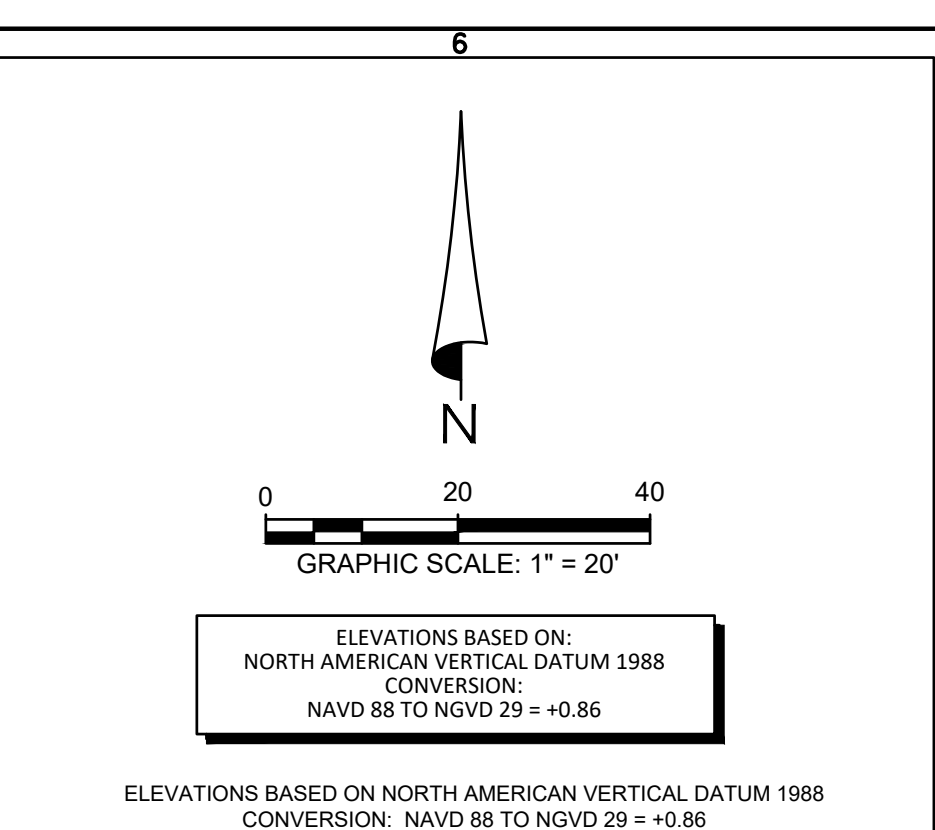 6
N
0 20 40
GRAPHIC SCALE: 1" = 20'
ELEVATIONS BASED ON:
NORTH AMERICAN VERTICAL DATUM 1988
CONVERSION:
NAVD 88 TO NGVD 29 = +0.86
ELEVATIONS BASED ON NORTH AMERICAN VERTICAL DATUM 1988
CONVERSION: NAVD 88 TO NGVD 29 = +0.86